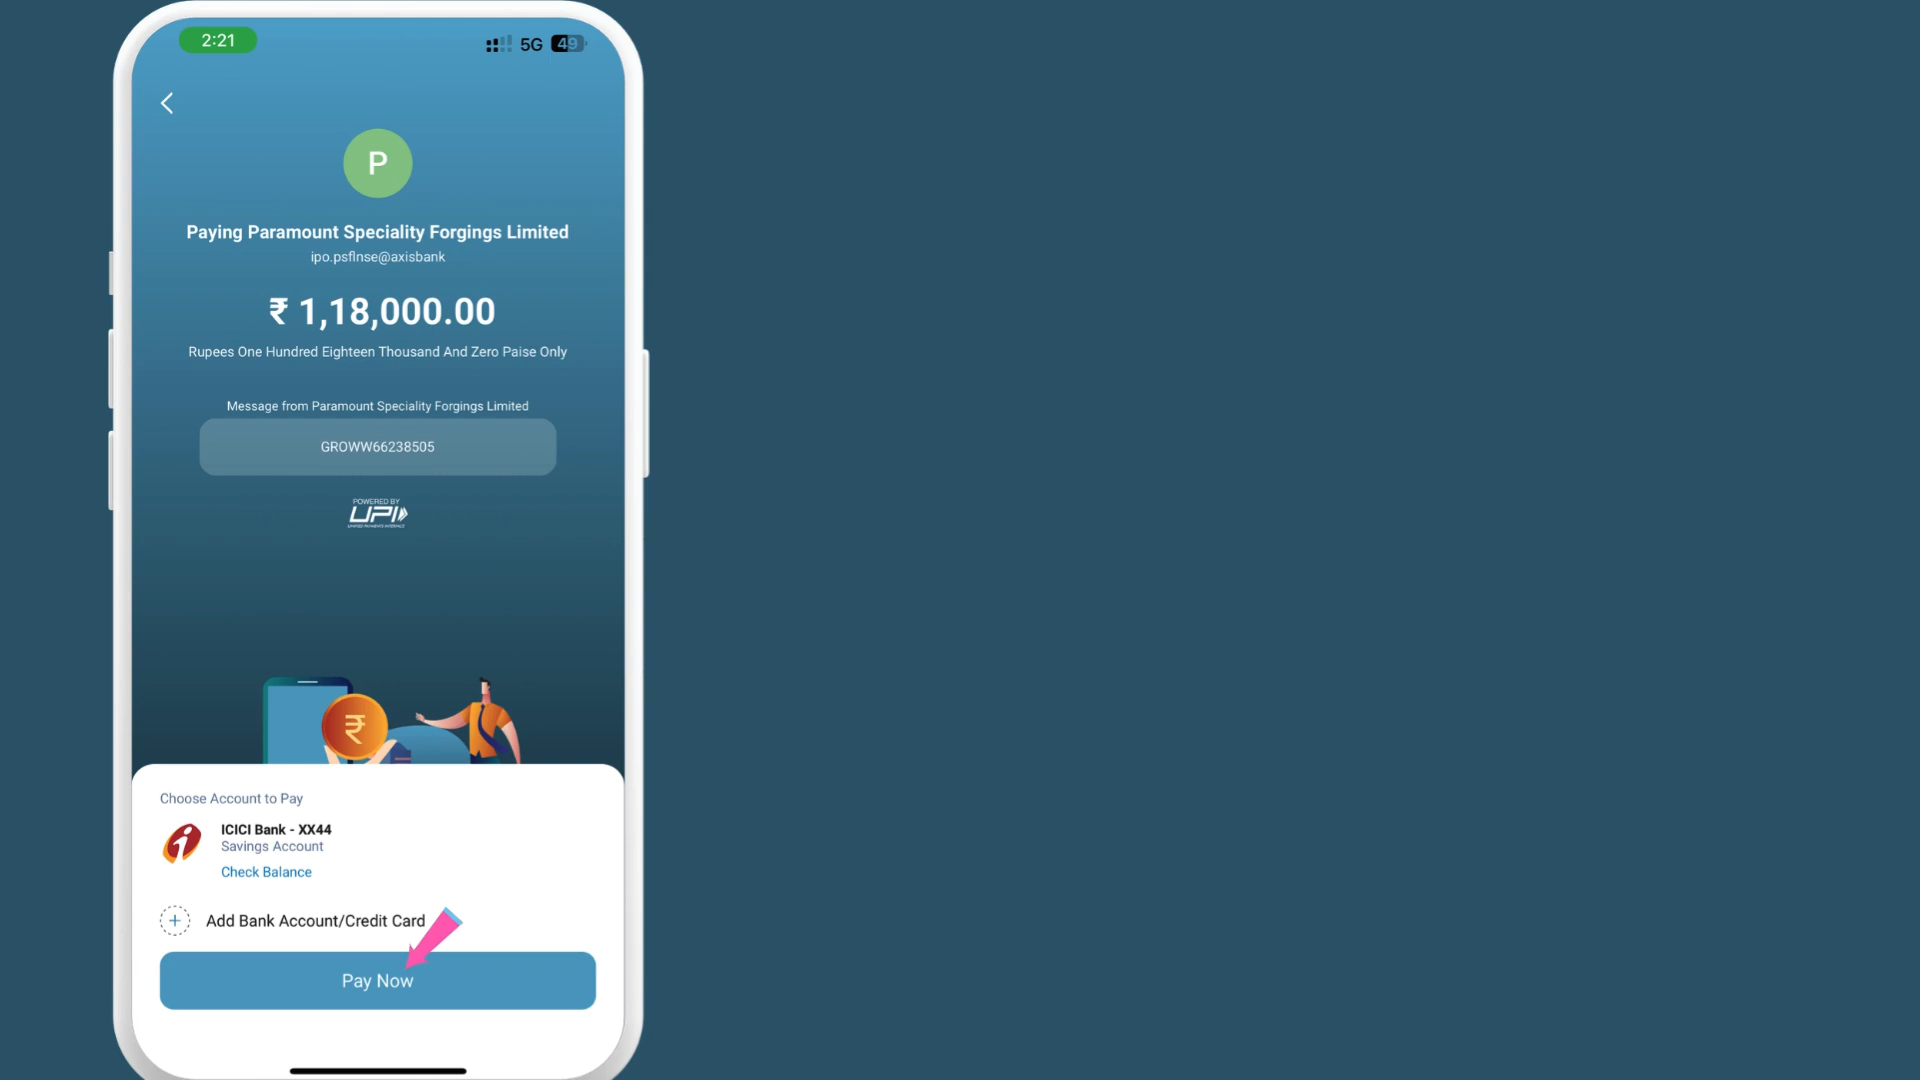 2:21
5G 49
P
Paying Paramount Speciality Forgings Limited
ipo.psflnse@axisbank
₹ 1,18,000.00
Rupees One Hundred Eighteen Thousand And Zero Paise Only
Message from Paramount Speciality Forgings Limited
GROWW66238505
POWERED BY
UPI
UNIFIED PAYMENTS INTERFACE
₹
Choose Account to Pay
ICICI Bank - XX44
Savings Account
Check Balance
Add Bank Account/Credit Card
Pay Now